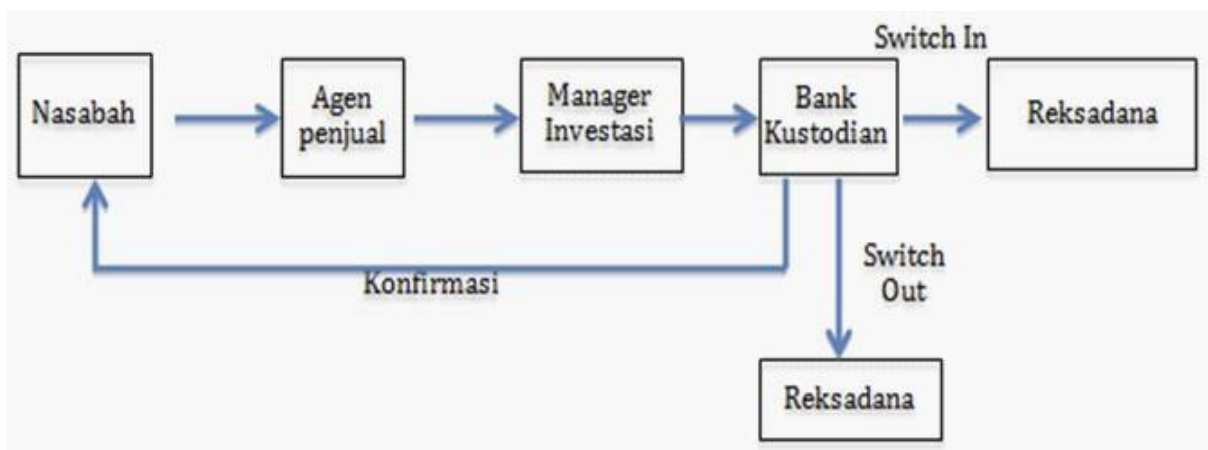 Switch In
Nasabah
Agen
penjual
Manager
Investasi
Bank
Kustodian
Reksadana
Konfirmasi
Switch
Out
Reksadana